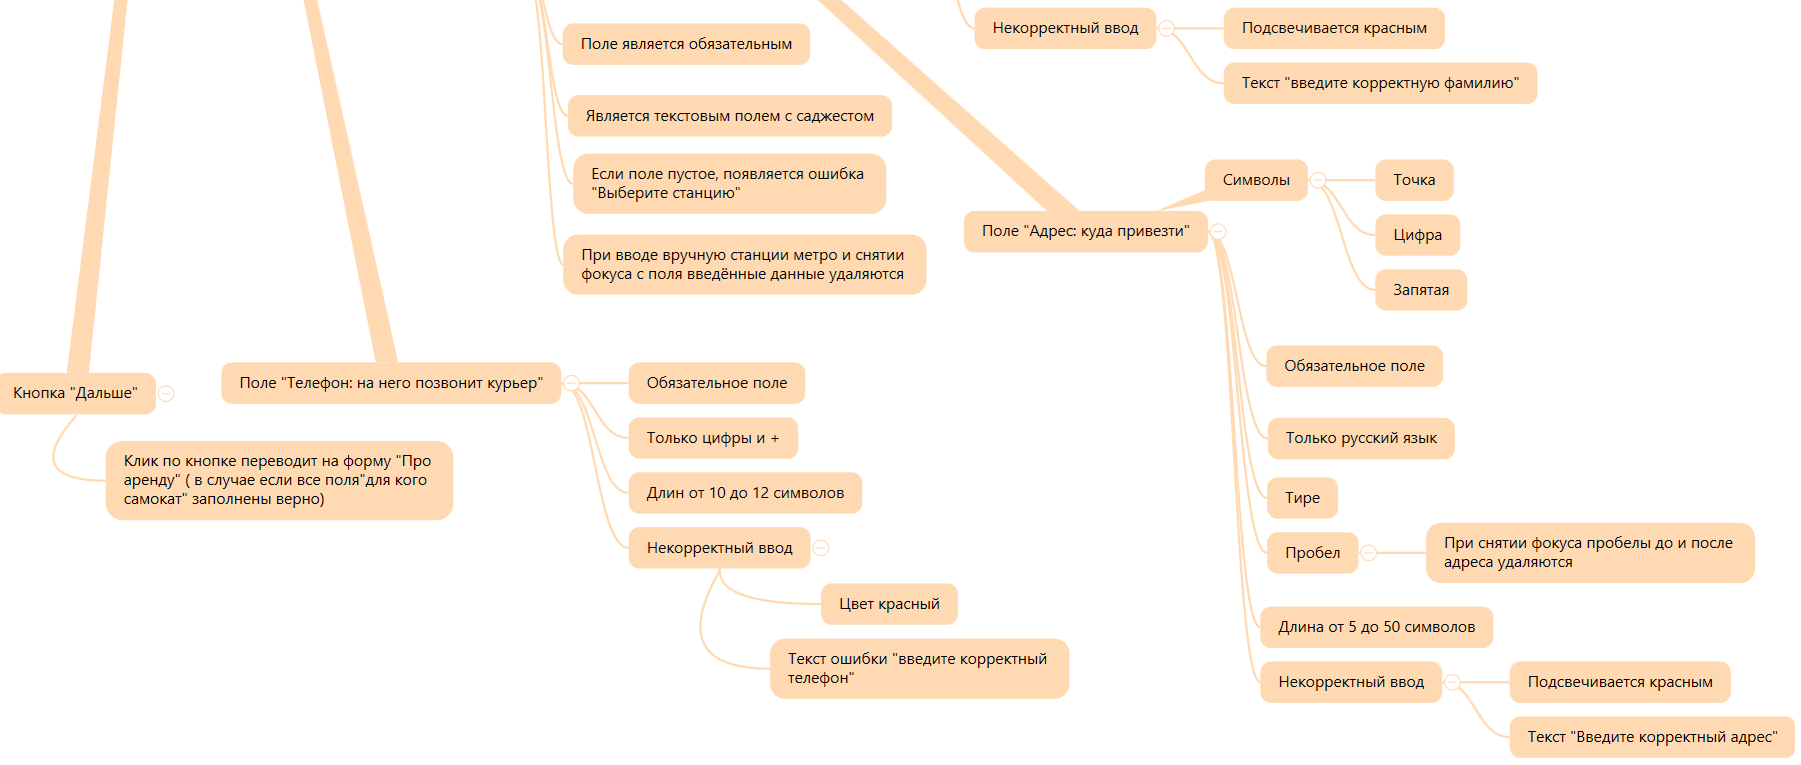 Некорректный ввод
Подсвечивается красным
Текст "введите корректную фамилию"
Поле является обязательным
Является текстовым полем с саджестом
Если поле пустое, появляется ошибка
"Выберите станцию"
При вводе вручную станции метро и снятии
фокуса с поля введённые данные удаляются
Поле "Адрес: куда привезти"
Символы
Точка
Цифра
Запятая
Обязательное поле
Только русский язык
Тире
Пробел
При снятии фокуса пробелы до и после
адреса удаляются
Длина от 5 до 50 символов
Некорректный ввод
Подсвечивается красным
Текст "Введите корректный адрес"
Кнопка "Дальше"
Клик по кнопке переводит на форму "Про
аренду" ( в случае если все поля"для кого
самокат" заполнены верно)
Поле "Телефон: на него позвонит курьер"
Обязательное поле
Только цифры и +
Длин от 10 до 12 символов
Некорректный ввод
Цвет красный
Текст ошибки "введите корректный
телефон"